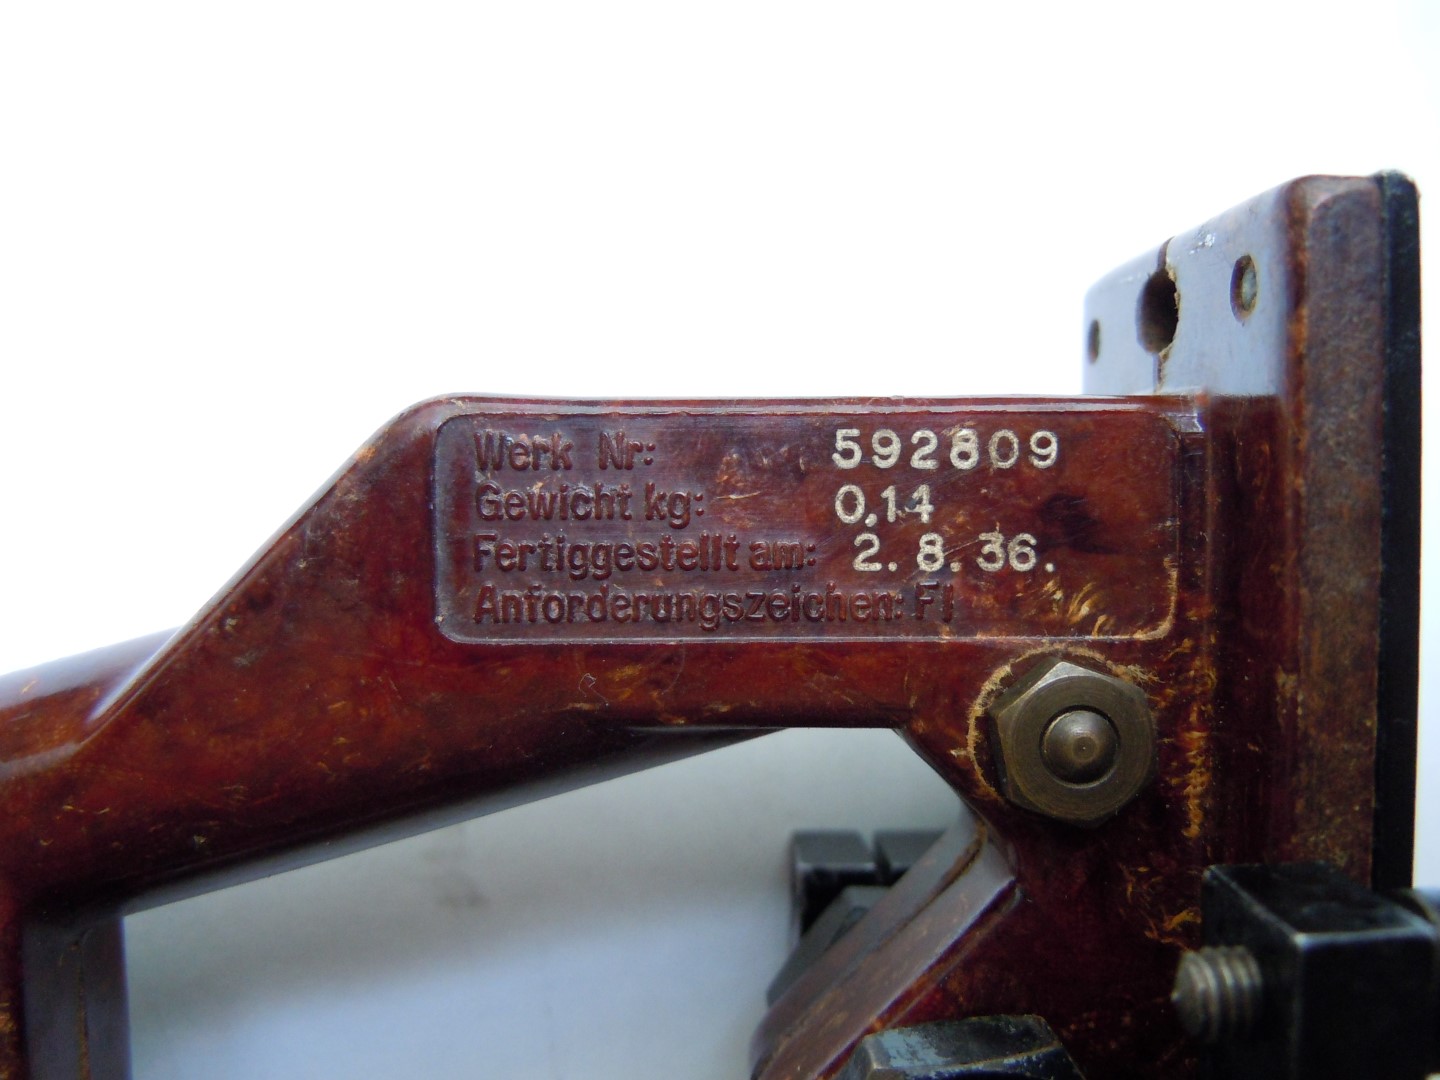 Werk Nr: 592809
Gewicht kg: 0,14
Fertiggestellt am: 2. 8. 36.
Anforderungszeichen: Fl